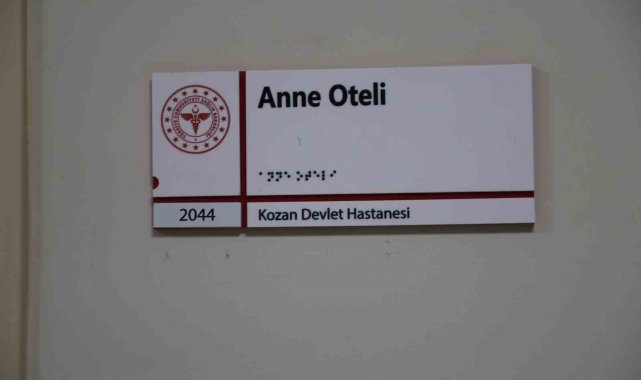 Anne Oteli
⠁⠝⠝⠑ ⠕⠞⠑⠇⠊
2044
Kozan Devlet Hastanesi